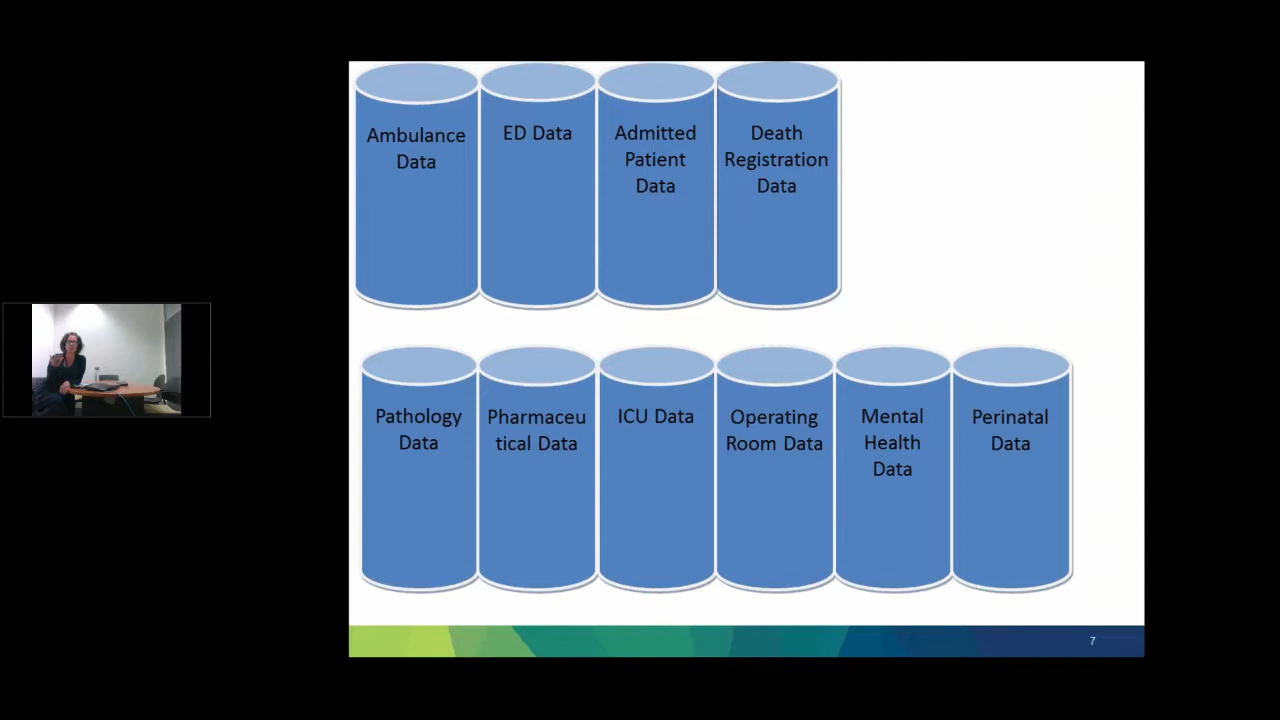 Ambulance
Data
ED Data
Admitted
Patient
Data
Death
Registration
Data
Pathology
Data
Pharmaceu
tical Data
ICU Data
Operating
Room Data
Mental
Health
Data
Perinatal
Data
7